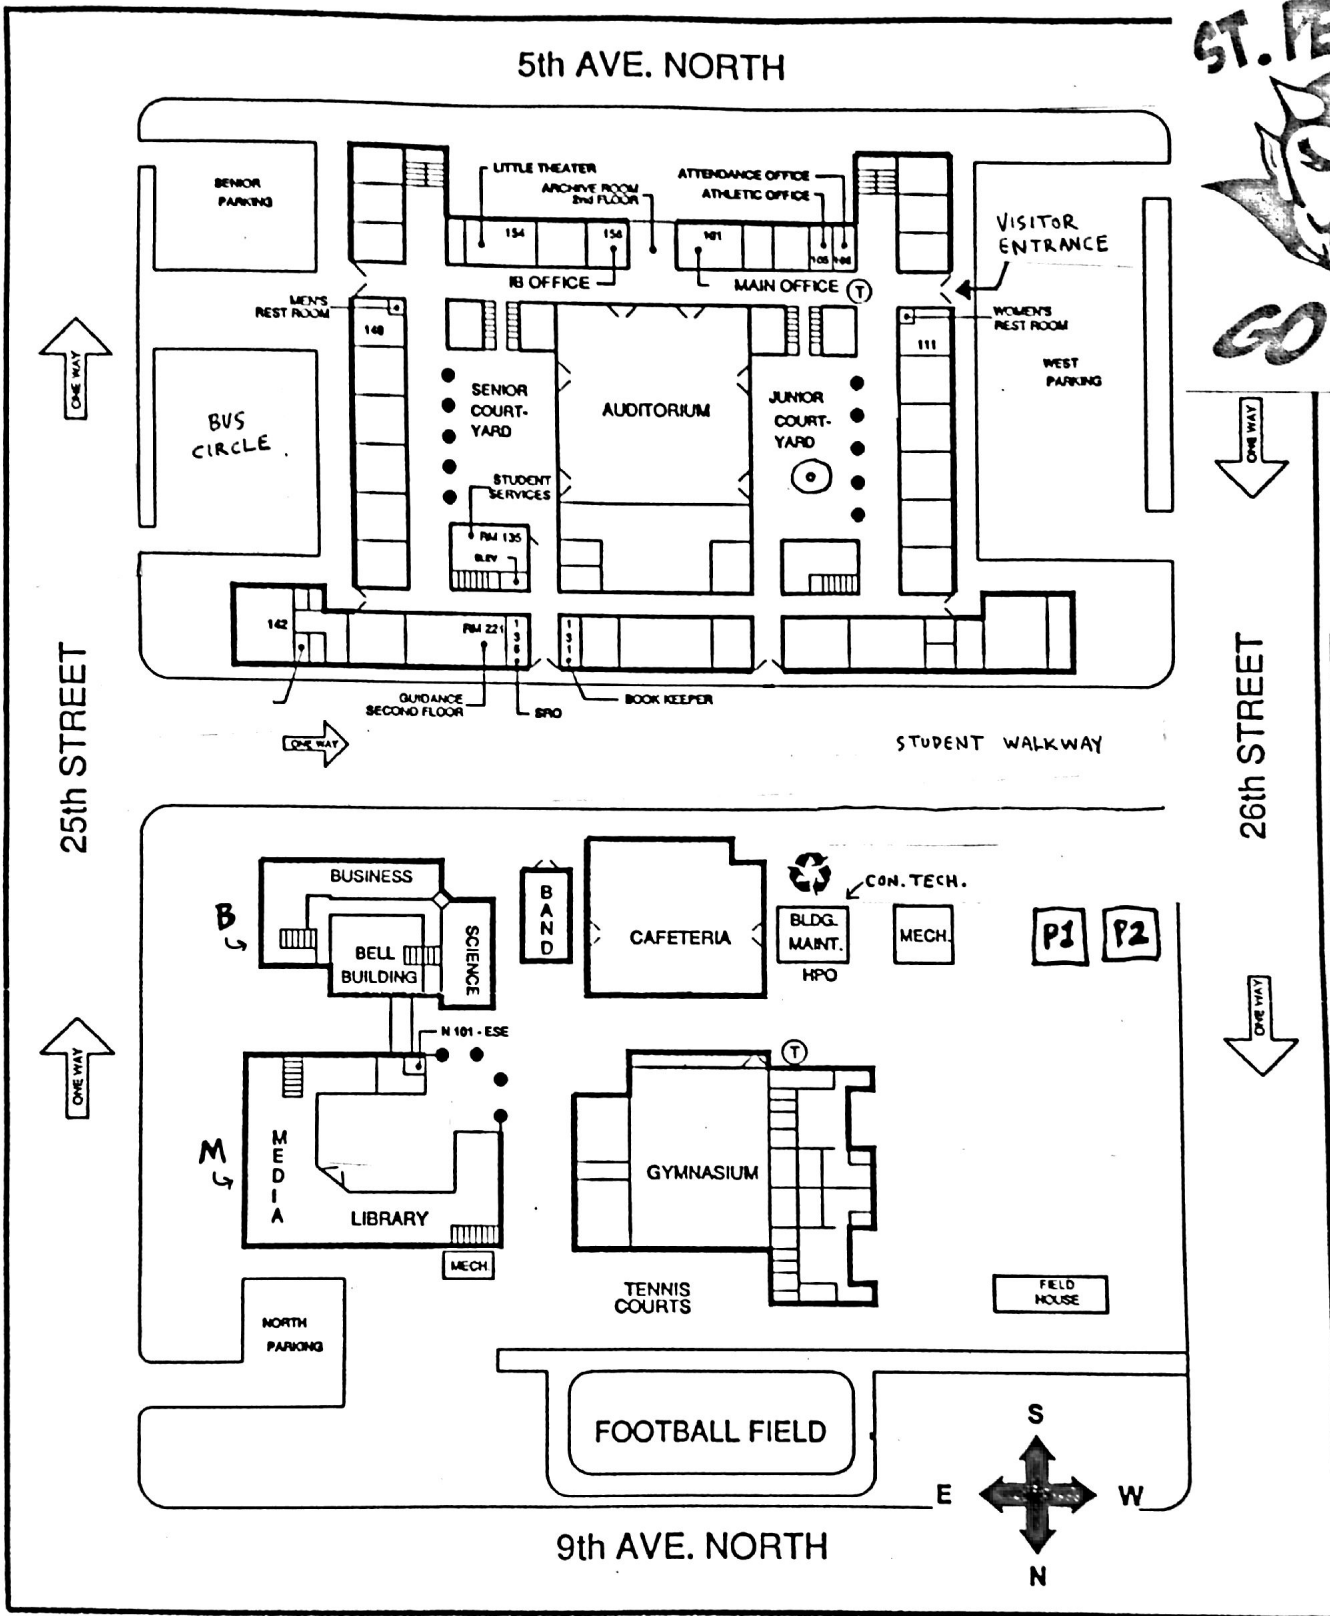 ST. PE
GO
5th AVE. NORTH
SENIOR
PARKING
LITTLE THEATER
ARCHIVE ROOM
2nd FLOOR
ATTENDANCE OFFICE
ATHLETIC OFFICE
VISITOR
ENTRANCE
154
156
101
105
106
IB OFFICE
MAIN OFFICE
T
MEN'S
REST ROOM
WOMEN'S
REST ROOM
148
111
WEST
PARKING
ONE WAY
ONE WAY
BUS
CIRCLE
SENIOR
COURT-
YARD
AUDITORIUM
JUNIOR
COURT-
YARD
STUDENT
SERVICES
RM 135
ELEV
142
RM 221
136
131
GUIDANCE
SECOND FLOOR
SRO
BOOK KEEPER
25th STREET
26th STREET
ONE WAY
STUDENT WALKWAY
BUSINESS
B
BELL
BUILDING
SCIENCE
BAND
CAFETERIA
CON. TECH.
BLDG.
MAINT.
HPO
MECH.
P1
P2
N 101 - ESE
ONE WAY
ONE WAY
T
M
MEDIA
LIBRARY
MECH
GYMNASIUM
TENNIS
COURTS
FIELD
HOUSE
NORTH
PARKING
FOOTBALL FIELD
S
E
W
N
9th AVE. NORTH